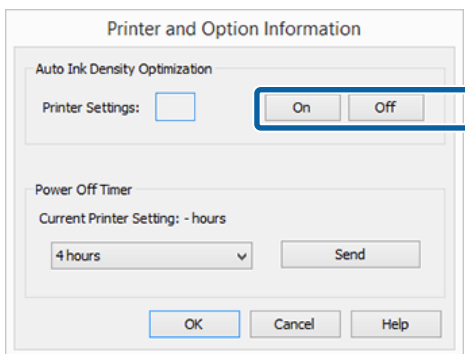 Printer and Option Information
Auto Ink Density Optimization
Printer Settings:
On
Off
Power Off Timer
Current Printer Setting: - hours
4 hours
Send
OK
Cancel
Help